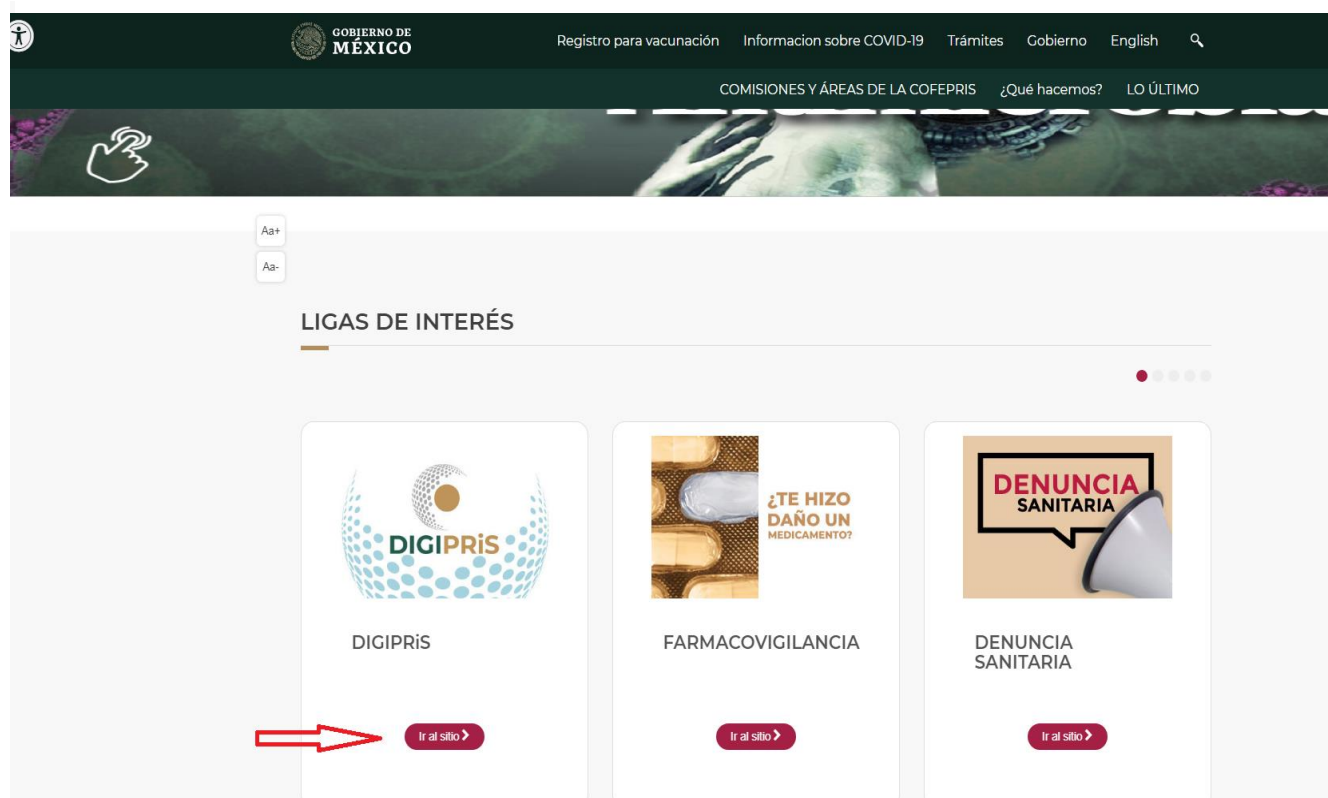 GOBIERNO DE
MÉXICO
Registro para vacunación Informacion sobre COVID-19 Trámites Gobierno English
COMISIONES Y ÁREAS DE LA COFEPRIS ¿Qué hacemos? LO ÚLTIMO
Aa+
Aa-
LIGAS DE INTERÉS
DIGIPRiS
¿TE HIZO
DAÑO UN
MEDICAMENTO?
DENUNCIA
SANITARIA
DIGIPRiS
FARMACOVIGILANCIA
DENUNCIA
SANITARIA
Ir al sitio
Ir al sitio
Ir al sitio